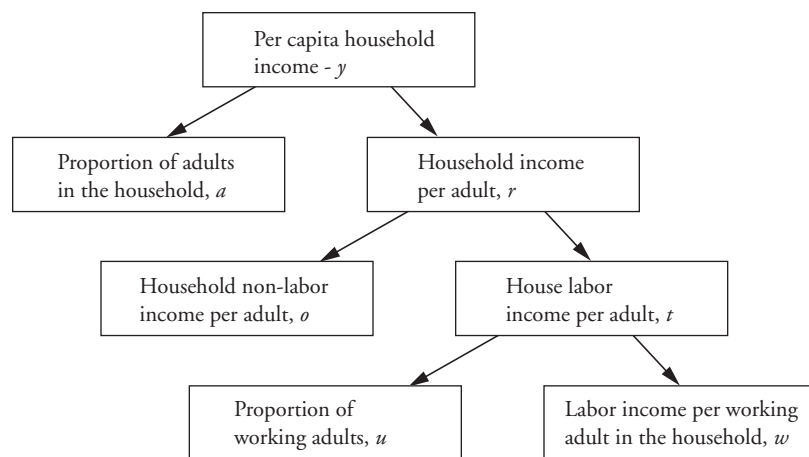 Per capita household
income - y
Proportion of adults
in the household, a
Household income
per adult, r
Household non-labor
income per adult, o
House labor
income per adult, t
Proportion of
working adults, u
Labor income per working
adult in the household, w